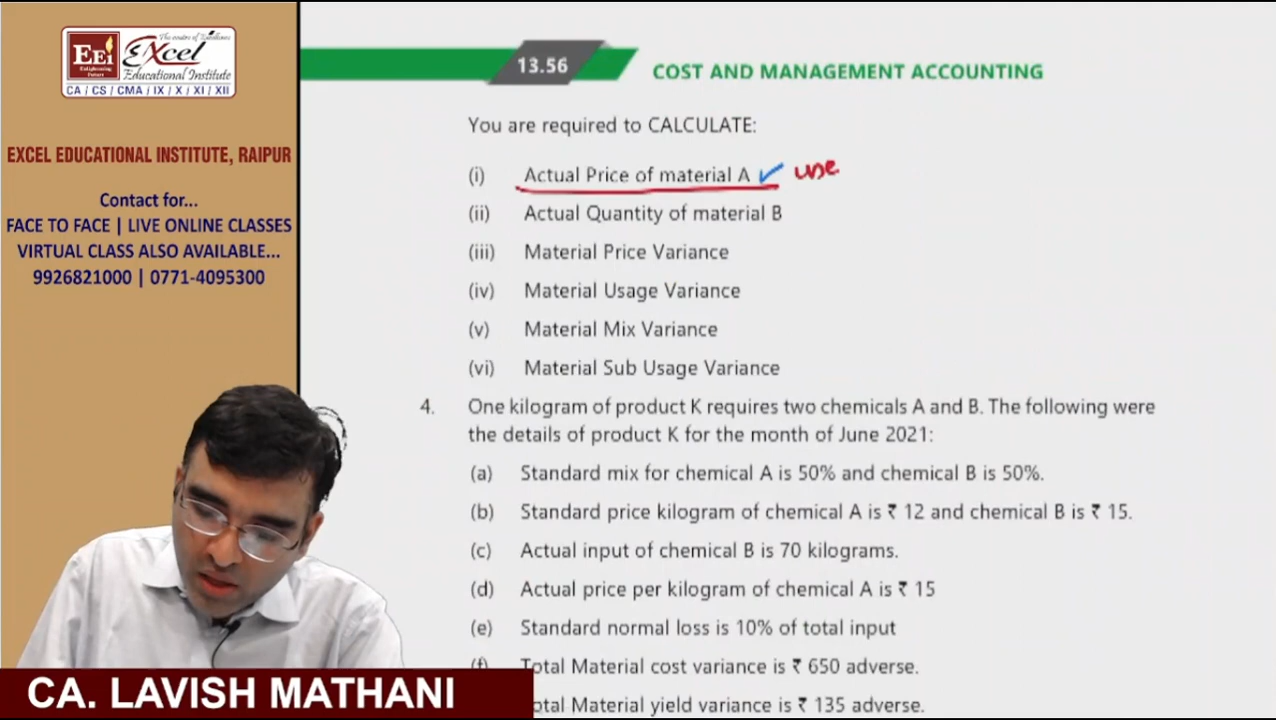 The centre of Excellence
EEi Excel
Enlightening Future
Educational Institute
CA / CS / CMA / IX / X / XI / XII
EXCEL EDUCATIONAL INSTITUTE, RAIPUR
Contact for...
FACE TO FACE | LIVE ONLINE CLASSES
VIRTUAL CLASS ALSO AVAILABLE...
9926821000 | 0771-4095300
13.56 COST AND MANAGEMENT ACCOUNTING
You are required to CALCULATE:
(i) Actual Price of material A ✓ use
(ii) Actual Quantity of material B
(iii) Material Price Variance
(iv) Material Usage Variance
(v) Material Mix Variance
(vi) Material Sub Usage Variance
4. One kilogram of product K requires two chemicals A and B. The following were
the details of product K for the month of June 2021:
(a) Standard mix for chemical A is 50% and chemical B is 50%.
(b) Standard price kilogram of chemical A is ₹ 12 and chemical B is ₹ 15.
(c) Actual input of chemical B is 70 kilograms.
(d) Actual price per kilogram of chemical A is ₹ 15
(e) Standard normal loss is 10% of total input
(f) Total Material cost variance is ₹ 650 adverse.
otal Material yield variance is ₹ 135 adverse.
CA. LAVISH MATHANI